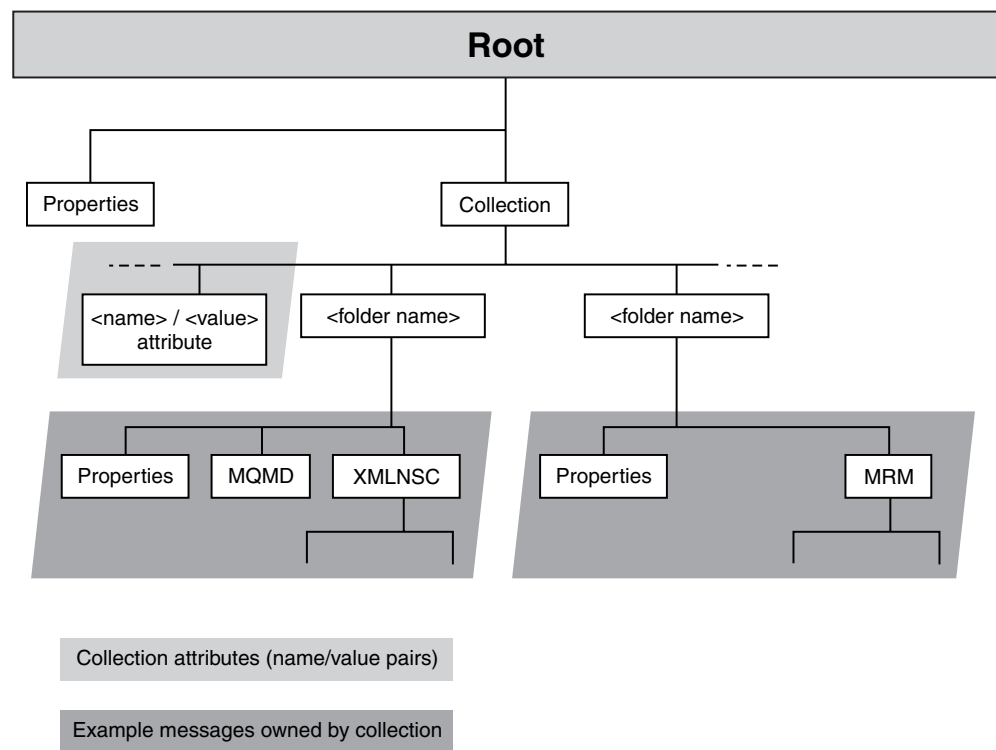 Root
Properties
Collection
<name> / <value>
attribute
<folder name>
<folder name>
Properties
MQMD
XMLNSC
Properties
MRM
Collection attributes (name/value pairs)
Example messages owned by collection